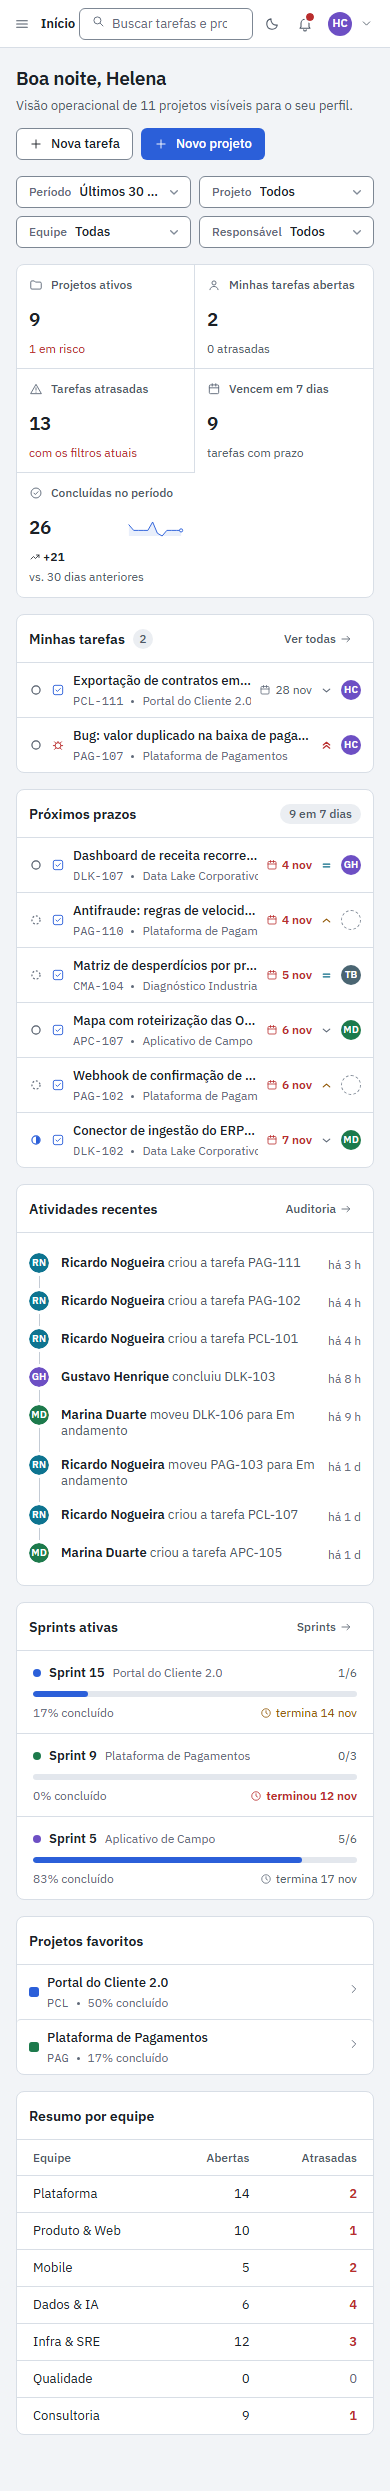 Início
Buscar tarefas e prc
HC
Boa noite, Helena
Visão operacional de 11 projetos visíveis para o seu perfil.
Nova tarefa
Novo projeto
Período Últimos 30 ...
Projeto Todos
Equipe Todas
Responsável Todos
Projetos ativos
9
1 em risco
Minhas tarefas abertas
2
0 atrasadas
Tarefas atrasadas
13
com os filtros atuais
Vencem em 7 dias
9
tarefas com prazo
Concluídas no período
26
+21
vs. 30 dias anteriores
Minhas tarefas 2
Ver todas →
Exportação de contratos em...
PCL-111 • Portal do Cliente 2.0
28 nov
HC
Bug: valor duplicado na baixa de paga...
PAG-107 • Plataforma de Pagamentos
HC
Próximos prazos
9 em 7 dias
Dashboard de receita recorre...
DLK-107 • Data Lake Corporativo
4 nov
GH
Antifraude: regras de velocid...
PAG-110 • Plataforma de Pagam
4 nov
Matriz de desperdícios por pr...
CMA-104 • Diagnóstico Industria
5 nov
TB
Mapa com roteirização das O...
APC-107 • Aplicativo de Campo
6 nov
MD
Webhook de confirmação de ...
PAG-102 • Plataforma de Pagam
6 nov
Conector de ingestão do ERP...
DLK-102 • Data Lake Corporativo
7 nov
MD
Atividades recentes
Auditoria →
RN Ricardo Nogueira criou a tarefa PAG-111 há 3 h
RN Ricardo Nogueira criou a tarefa PAG-102 há 4 h
RN Ricardo Nogueira criou a tarefa PCL-101 há 4 h
GH Gustavo Henrique concluiu DLK-103 há 8 h
MD Marina Duarte moveu DLK-106 para Em há 9 h
andamento
RN Ricardo Nogueira moveu PAG-103 para Em há 1 d
andamento
RN Ricardo Nogueira criou a tarefa PCL-107 há 1 d
MD Marina Duarte criou a tarefa APC-105 há 1 d
Sprints ativas
Sprints →
Sprint 15 Portal do Cliente 2.0 1/6
17% concluído termina 14 nov
Sprint 9 Plataforma de Pagamentos 0/3
0% concluído terminou 12 nov
Sprint 5 Aplicativo de Campo 5/6
83% concluído termina 17 nov
Projetos favoritos
Portal do Cliente 2.0
PCL • 50% concluído
Plataforma de Pagamentos
PAG • 17% concluído
Resumo por equipe
Equipe Abertas Atrasadas
Plataforma 14 2
Produto & Web 10 1
Mobile 5 2
Dados & IA 6 4
Infra & SRE 12 3
Qualidade 0 0
Consultoria 9 1